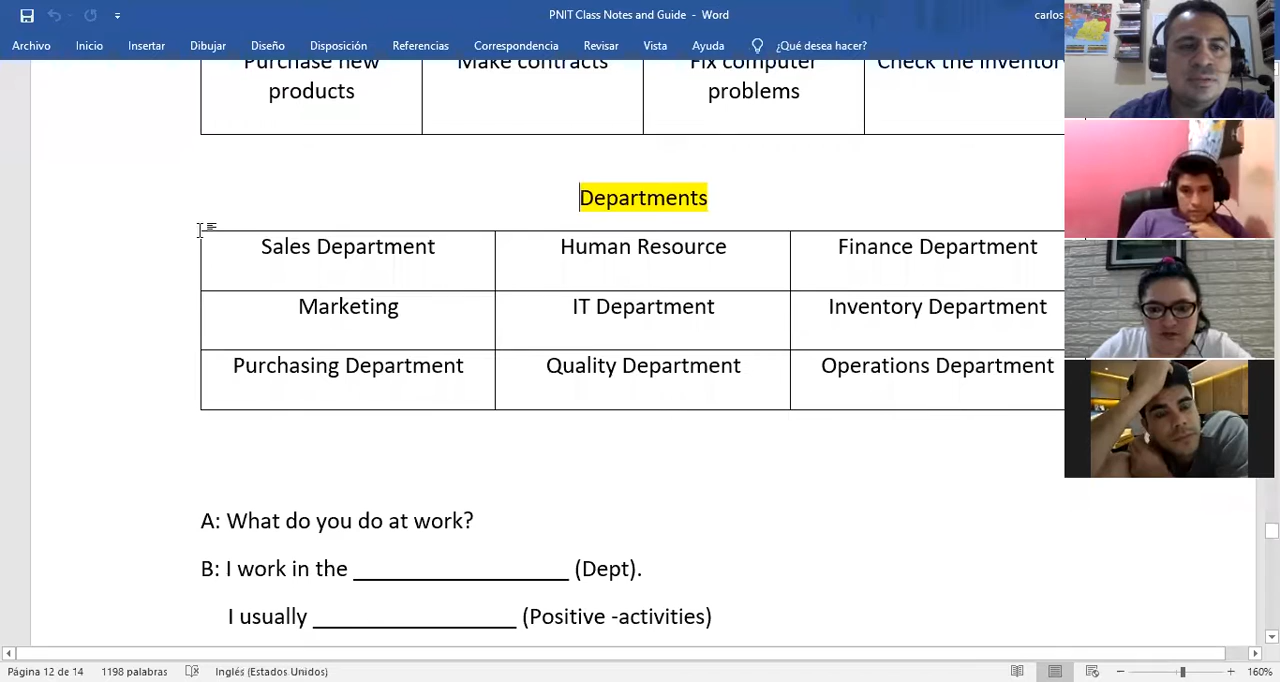 PNIT Class Notes and Guide - Word
carlos
Archivo Inicio Insertar Dibujar Diseño Disposición Referencias Correspondencia Revisar Vista Ayuda ¿Qué desea hacer?
Purchase new products
Make contracts
Fix computer problems
Check the inventor
Departments
Sales Department Human Resource Finance Department
Marketing IT Department Inventory Department
Purchasing Department Quality Department Operations Department
A: What do you do at work?
B: I work in the ___________________ (Dept).
I usually __________________ (Positive -activities)
Página 12 de 14 1198 palabras Inglés (Estados Unidos) 160%